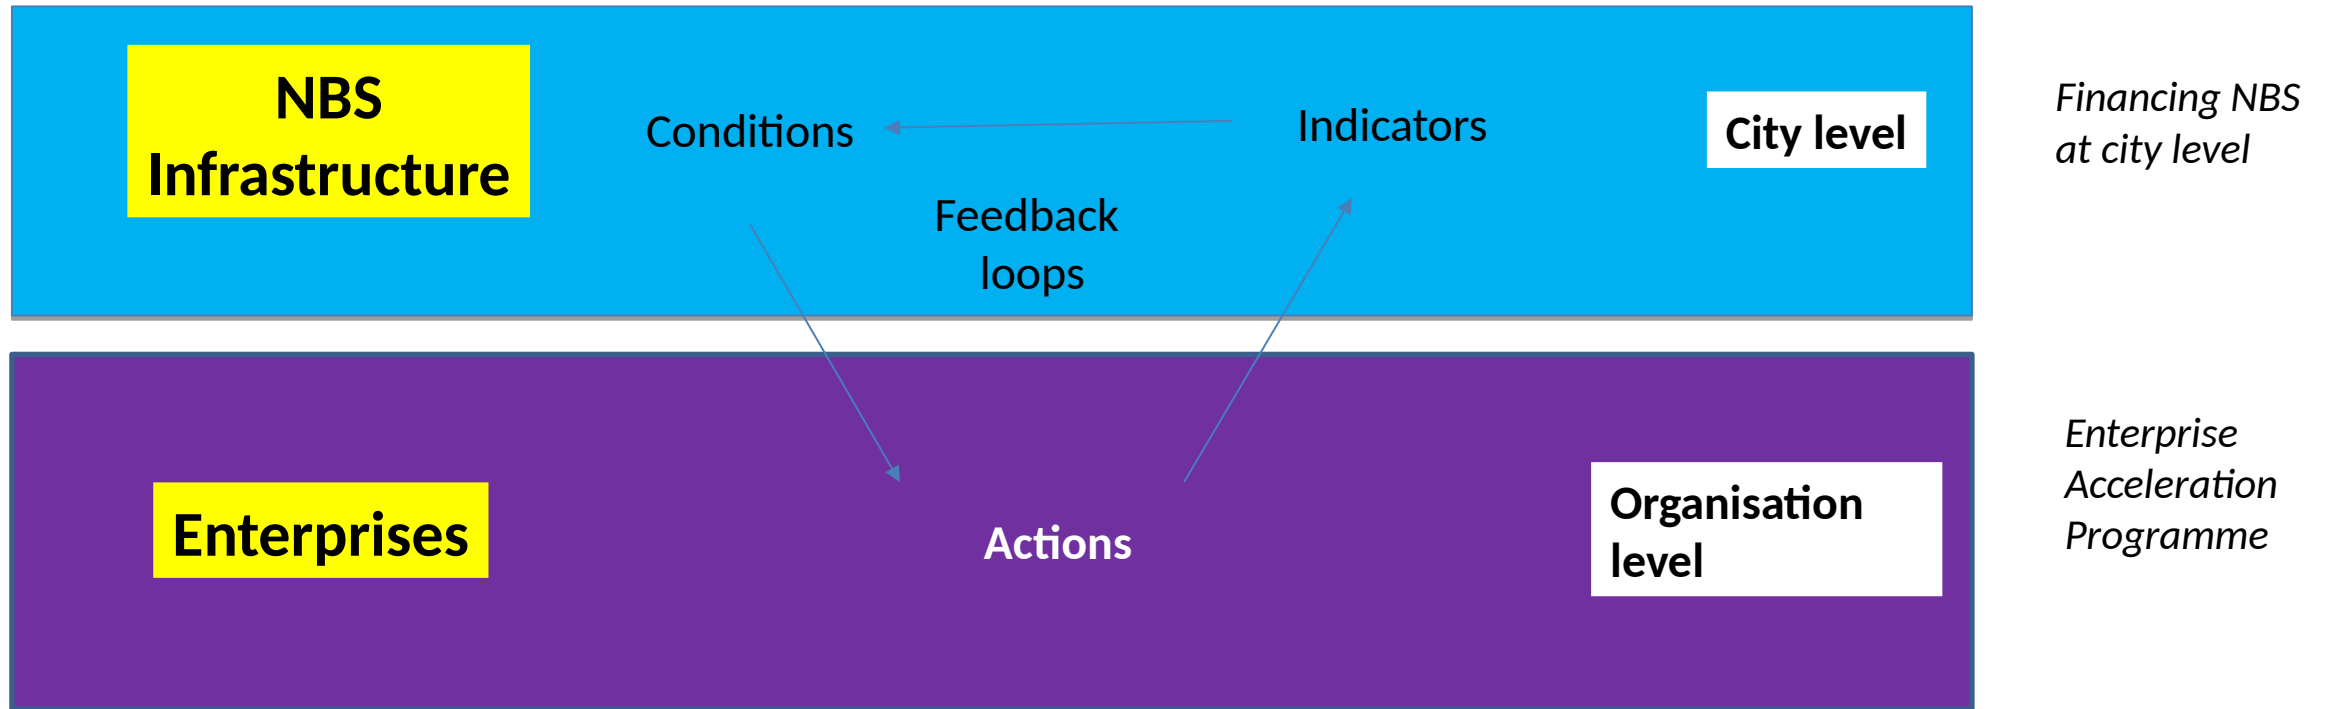 NBS
Infrastructure
Conditions
Indicators
City level
Financing NBS
at city level
Feedback
loops
Enterprises
Actions
Organisation
level
Enterprise
Acceleration
Programme